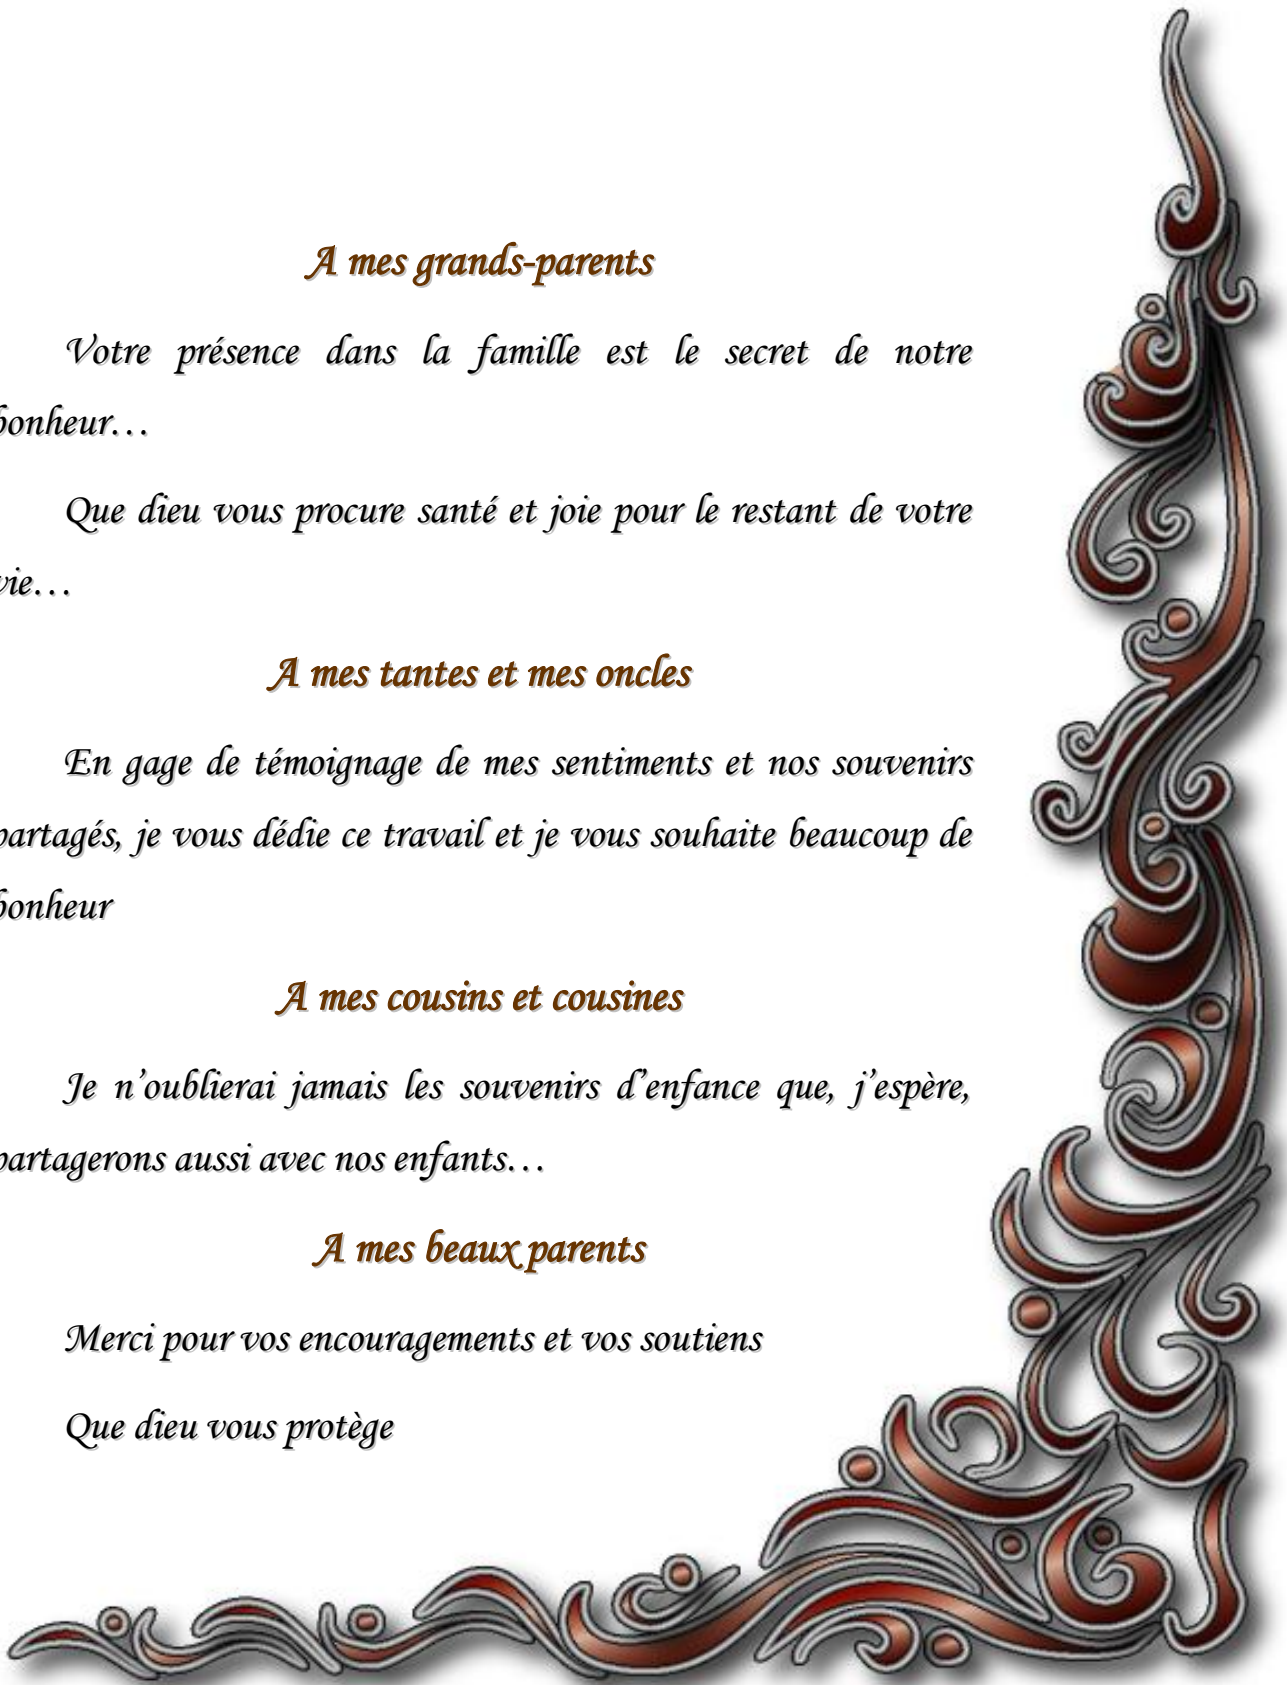 A mes grands-parents
Votre présence dans la famille est le secret de notre
bonheur…
Que dieu vous procure santé et joie pour le restant de votre
vie…
A mes tantes et mes oncles
En gage de témoignage de mes sentiments et nos souvenirs
partagés, je vous dédie ce travail et je vous souhaite beaucoup de
bonheur
A mes cousins et cousines
Je n’oublierai jamais les souvenirs d’enfance que, j’espère,
partagerons aussi avec nos enfants…
A mes beaux parents
Merci pour vos encouragements et vos soutiens
Que dieu vous protège